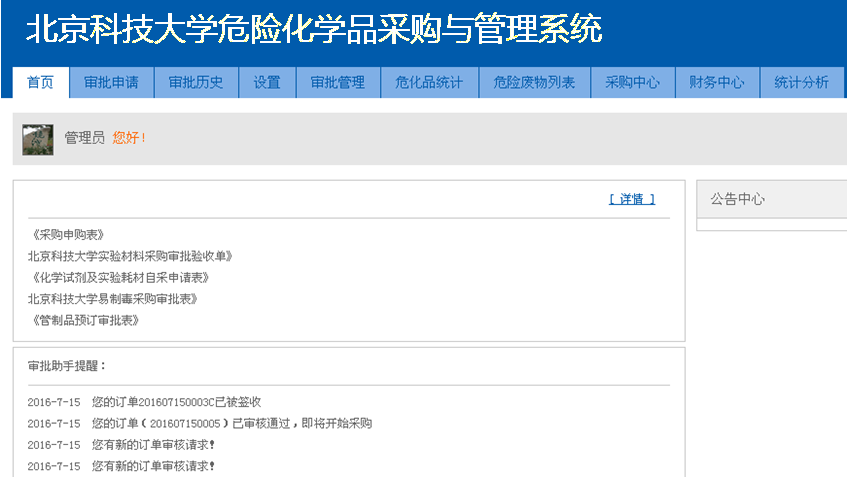 北京科技大学危险化学品采购与管理系统
首页 审批申请 审批历史 设置 审批管理 危化品统计 危险废物列表 采购中心 财务中心 统计分析
管理员 您好!
[ 详情 ]
公告中心
《采购申购表》
北京科技大学实验材料采购审批验收单》
《化学试剂及实验耗材自采申请表》
北京科技大学易制毒采购审批表》
《管制品预订审批表》
审批助手提醒：
2016-7-15 您的订单201607150003C已被签收
2016-7-15 您的订单（201607150005）已审核通过，即将开始采购
2016-7-15 您有新的订单审核请求!
2016-7-15 您有新的订单审核请求!